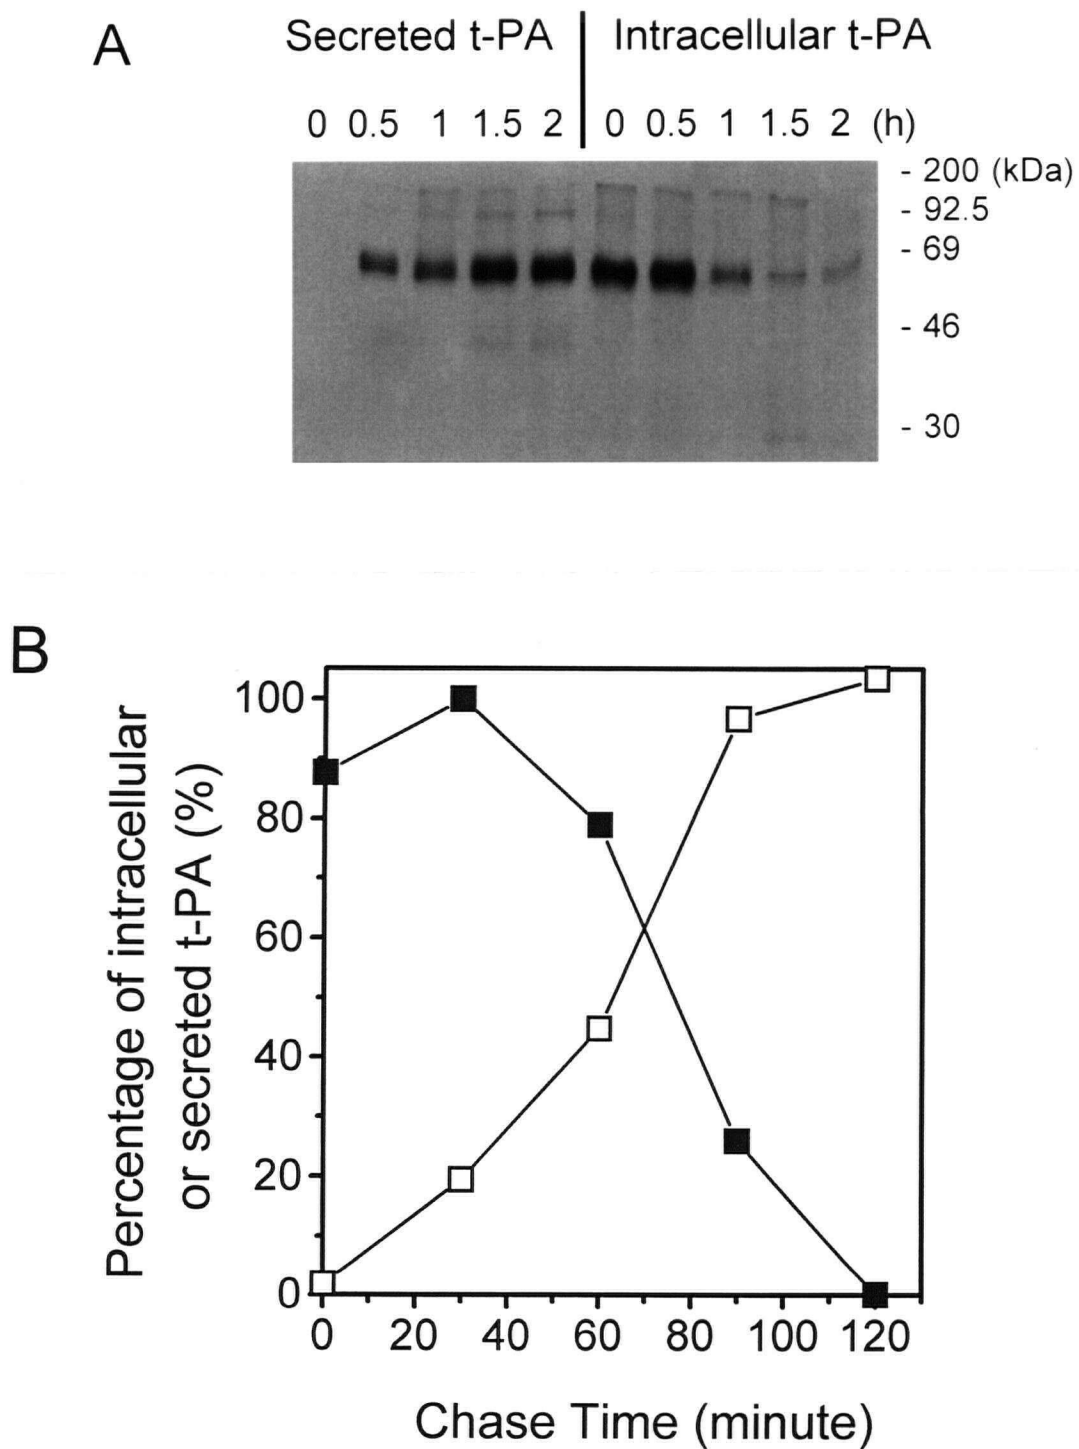 A
Secreted t-PA Intracellular t-PA
0 0.5 1 1.5 2 0 0.5 1 1.5 2 (h)
- 200 (kDa)
- 92.5
- 69
- 46
- 30
B
Percentage of intracellular
or secreted t-PA (%)
100
80
60
40
20
0
0 20 40 60 80 100 120
Chase Time (minute)